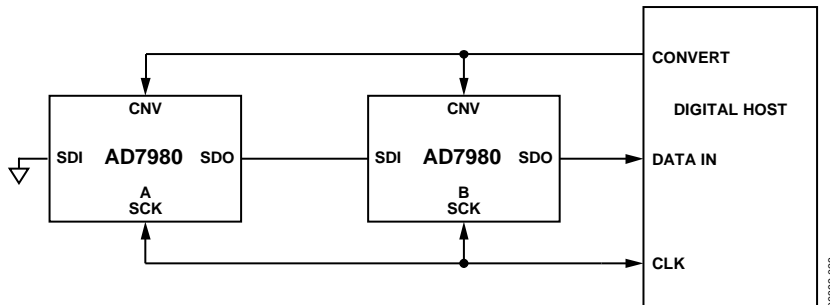 CONVERT
CNV
CNV
DIGITAL HOST
SDI AD7980 SDO
SDI AD7980 SDO
DATA IN
A
SCK
B
SCK
CLK